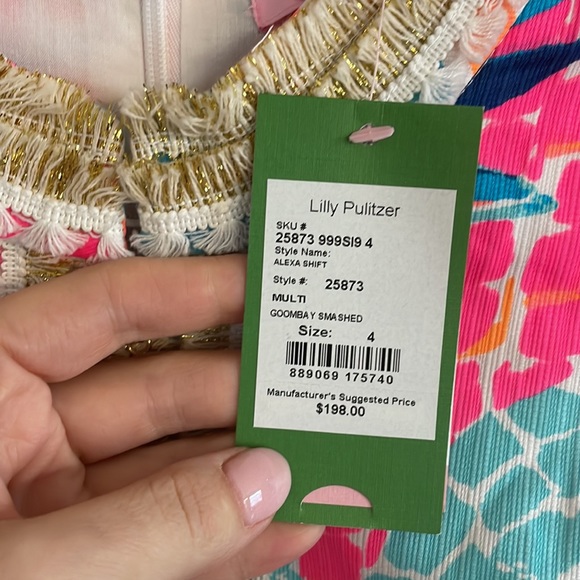 Lilly Pulitzer
SKU #
25873 999SI9 4
Style Name:
ALEXA SHIFT
Style #: 25873
MULTI
GOOMBAY SMASHED
Size: 4
889069 175740
Manufacturer's Suggested Price
$198.00